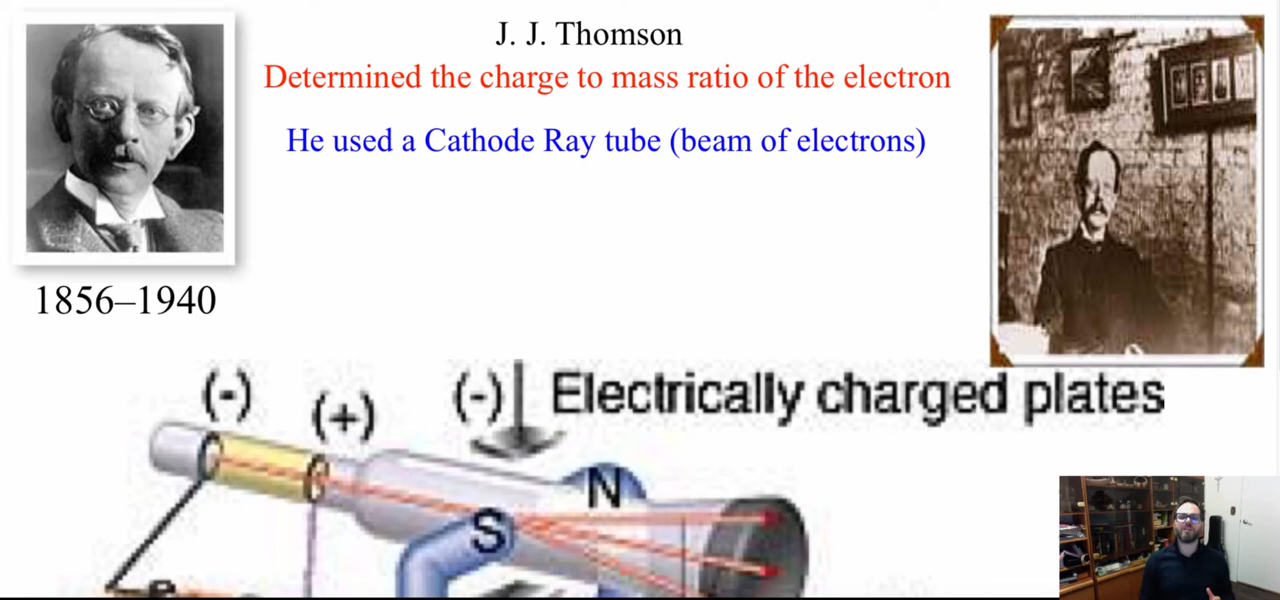 J. J. Thomson
Determined the charge to mass ratio of the electron
He used a Cathode Ray tube (beam of electrons)
1856–1940
(-)
(+)
(-)
Electrically charged plates
N
S